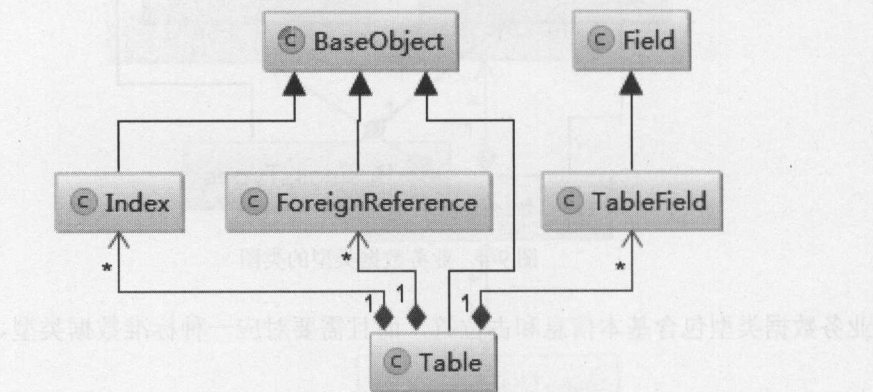 C BaseObject
C Field
C Index
C ForeignReference
C TableField
* * *
1 1 1
C Table